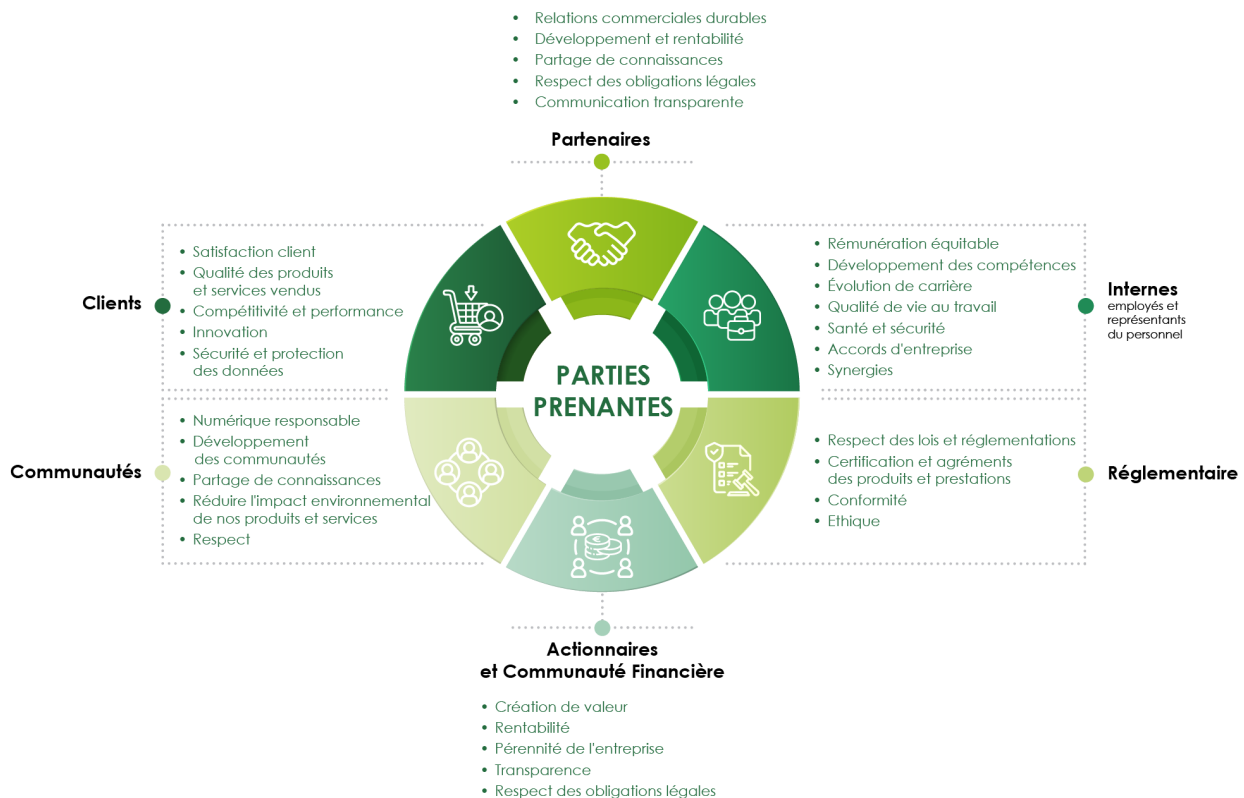 • Relations commerciales durables
• Développement et rentabilité
• Partage de connaissances
• Respect des obligations légales
• Communication transparente
Partenaires
Clients
• Satisfaction client
• Qualité des produits
et services vendus
• Compétitivité et performance
• Innovation
• Sécurité et protection
des données
PARTIES
PRENANTES
• Rémunération équitable
• Développement des compétences
• Évolution de carrière
• Qualité de vie au travail
• Santé et sécurité
• Accords d'entreprise
• Synergies
Internes
employés et
représentants
du personnel
Communautés
• Numérique responsable
• Développement
des communautés
• Partage de connaissances
• Réduire l'impact environnemental
de nos produits et services
• Respect
• Respect des lois et réglementations
• Certification et agréments
des produits et prestations
• Conformité
• Ethique
Réglementaire
€
Actionnaires
et Communauté Financière
• Création de valeur
• Rentabilité
• Pérennité de l'entreprise
• Transparence
• Respect des obligations légales